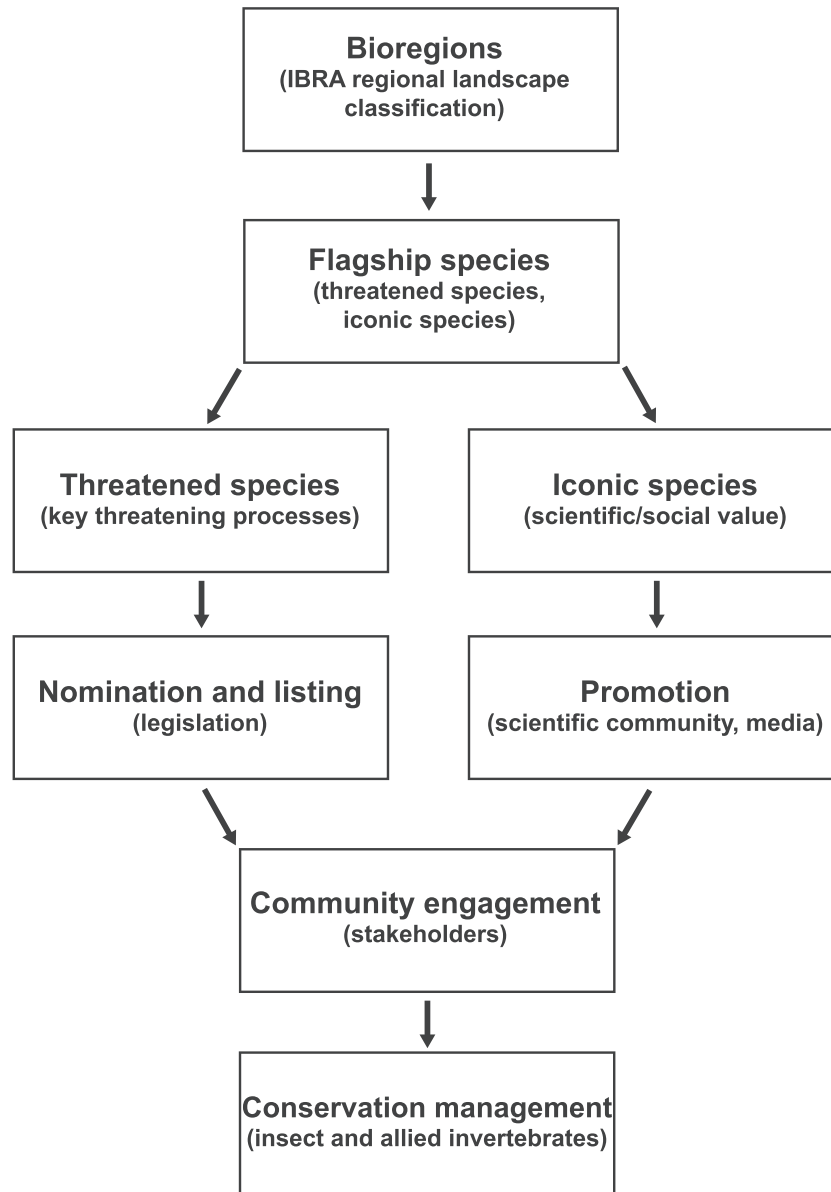 Bioregions
(IBRA regional landscape
classification)
Flagship species
(threatened species,
iconic species)
Threatened species
(key threatening processes)
Iconic species
(scientific/social value)
Nomination and listing
(legislation)
Promotion
(scientific community, media)
Community engagement
(stakeholders)
Conservation management
(insect and allied invertebrates)